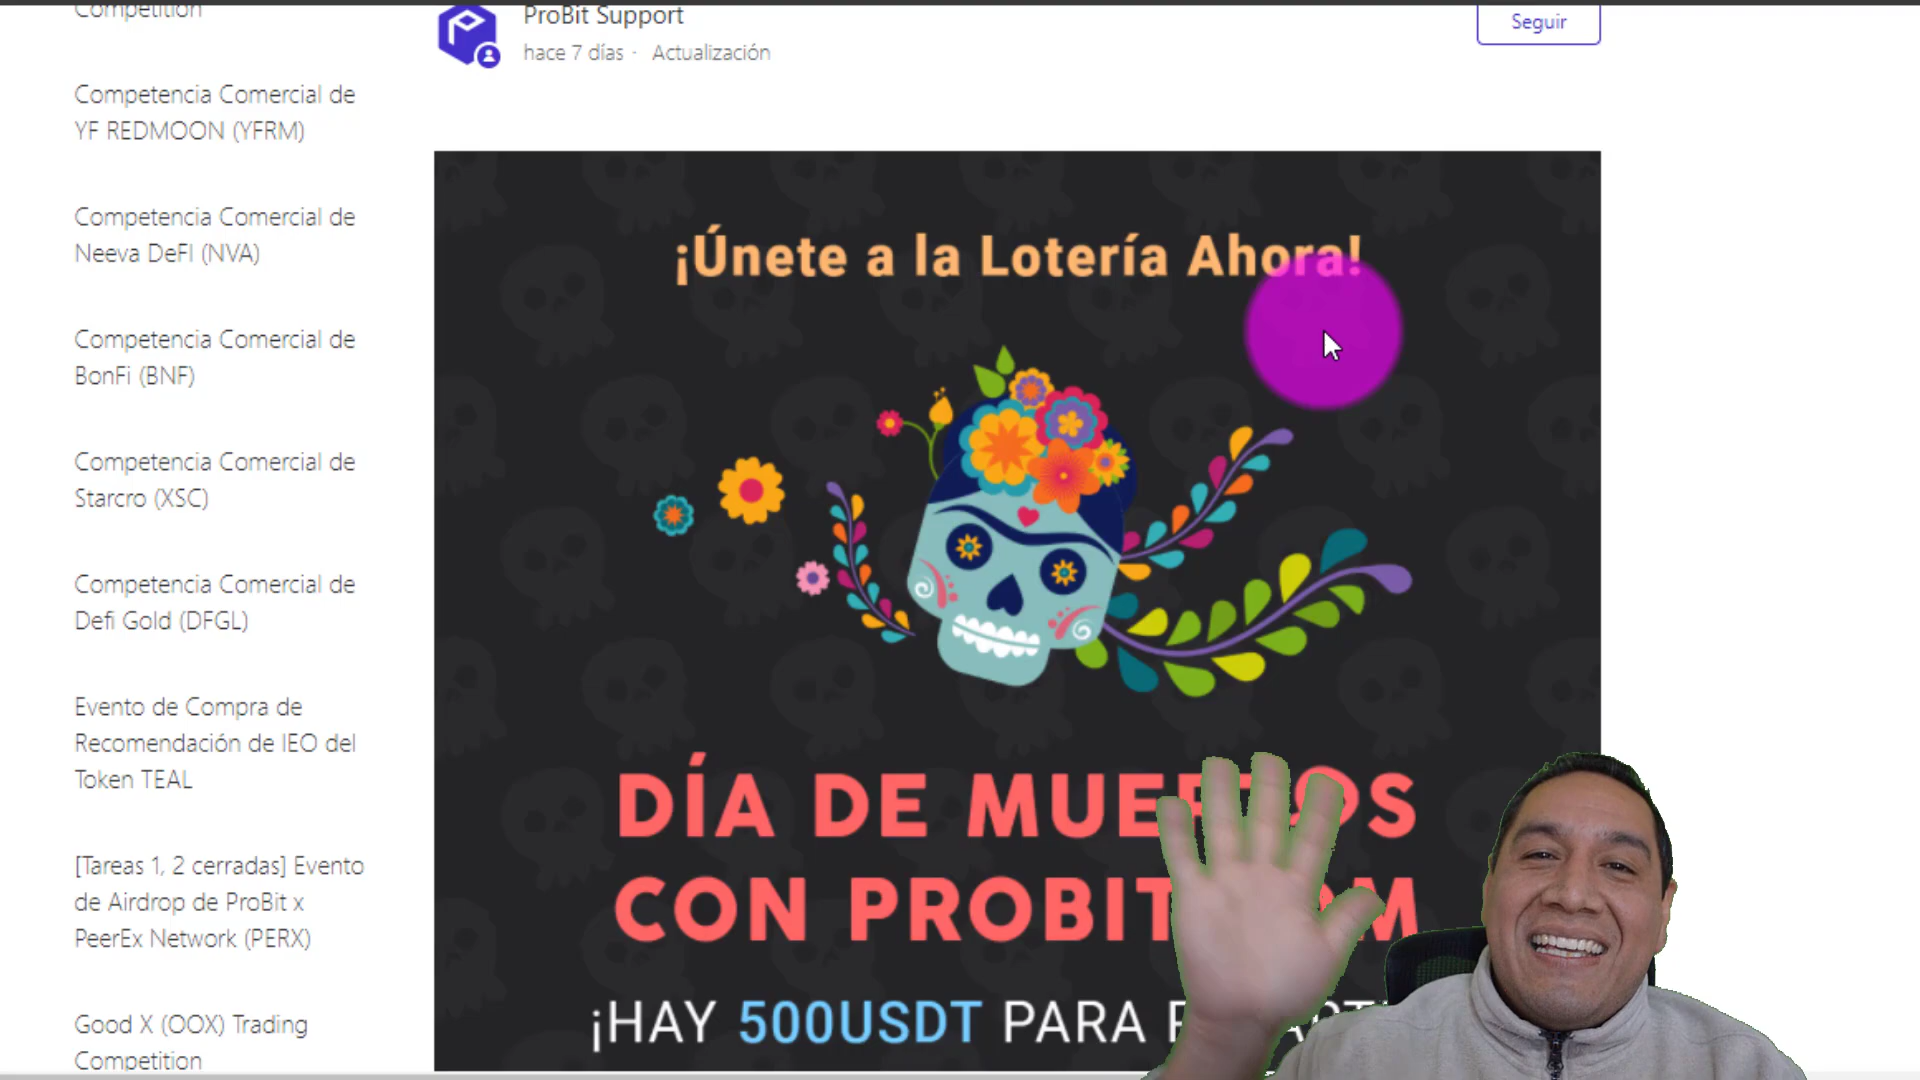 Competition
Competencia Comercial de
YF REDMOON (YFRM)
Competencia Comercial de
Neeva DeFI (NVA)
Competencia Comercial de
BonFi (BNF)
Competencia Comercial de
Starcro (XSC)
Competencia Comercial de
Defi Gold (DFGL)
Evento de Compra de
Recomendación de IEO del
Token TEAL
[Tareas 1, 2 cerradas] Evento
de Airdrop de ProBit x
PeerEx Network (PERX)
Good X (OOX) Trading
Competition
ProBit Support
hace 7 días · Actualización
Seguir
¡Únete a la Lotería Ahora!
DÍA DE MUERTOS
CON PROBIT
¡HAY 500USDT PARA